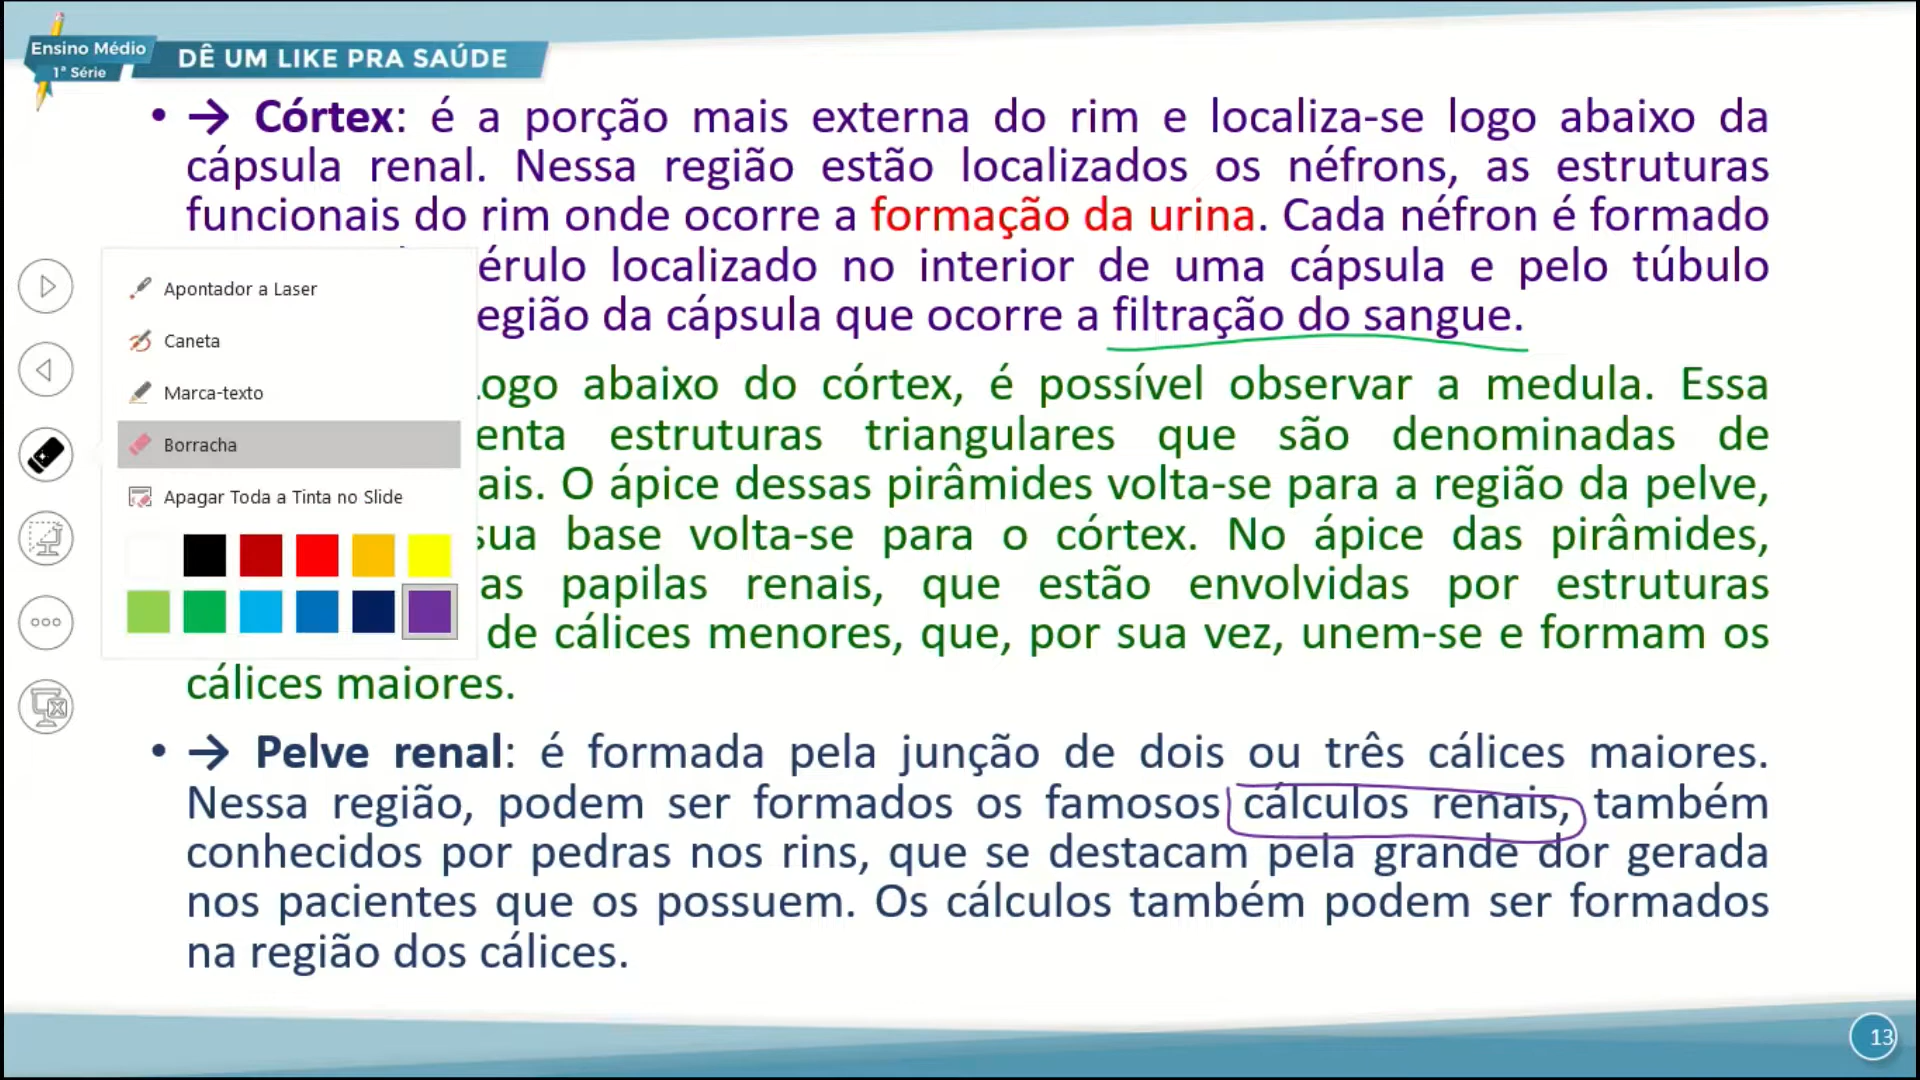 Ensino Médio
1ª Série
DÊ UM LIKE PRA SAÚDE
• → Córtex: é a porção mais externa do rim e localiza-se logo abaixo da
cápsula renal. Nessa região estão localizados os néfrons, as estruturas
funcionais do rim onde ocorre a formação da urina. Cada néfron é formado
érulo localizado no interior de uma cápsula e pelo túbulo
egião da cápsula que ocorre a filtração do sangue.
ogo abaixo do córtex, é possível observar a medula. Essa
enta estruturas triangulares que são denominadas de
ais. O ápice dessas pirâmides volta-se para a região da pelve,
sua base volta-se para o córtex. No ápice das pirâmides,
as papilas renais, que estão envolvidas por estruturas
de cálices menores, que, por sua vez, unem-se e formam os
cálices maiores.
• → Pelve renal: é formada pela junção de dois ou três cálices maiores.
Nessa região, podem ser formados os famosos cálculos renais, também
conhecidos por pedras nos rins, que se destacam pela grande dor gerada
nos pacientes que os possuem. Os cálculos também podem ser formados
na região dos cálices.
Apontador a Laser
Caneta
Marca-texto
Borracha
Apagar Toda a Tinta no Slide
13